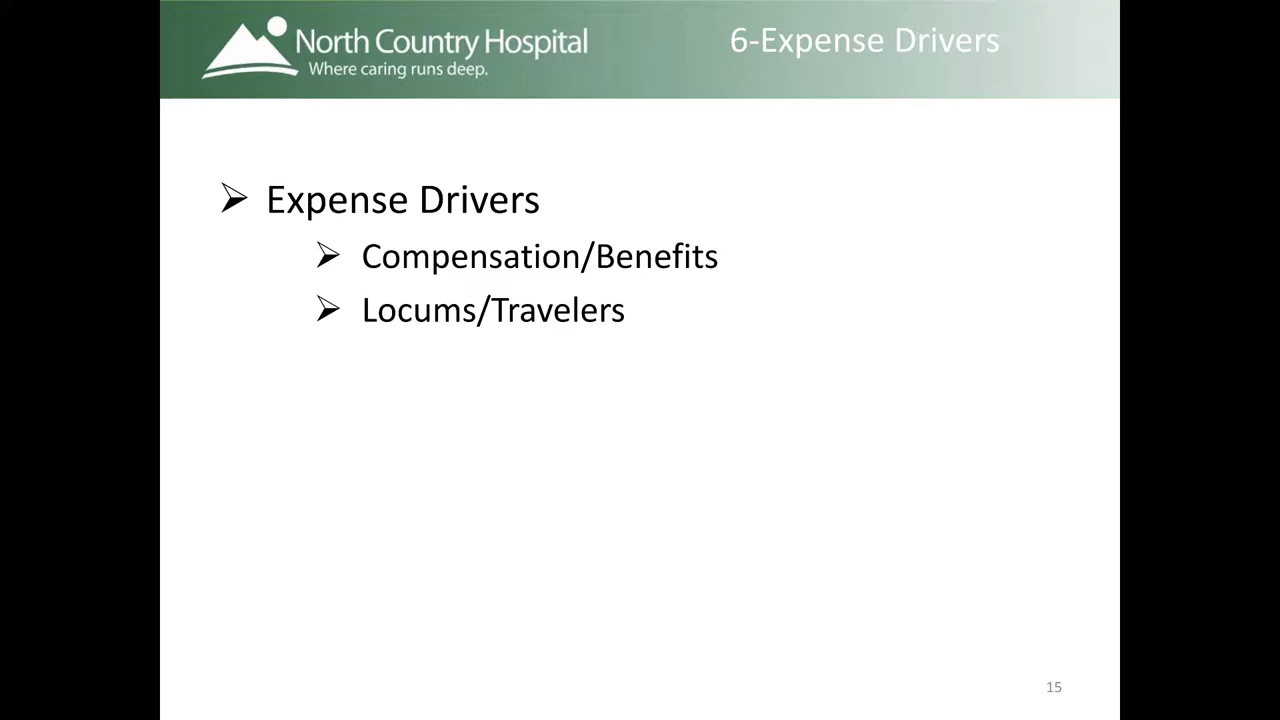 North Country Hospital
Where caring runs deep.
6-Expense Drivers
Expense Drivers
Compensation/Benefits
Locums/Travelers
15